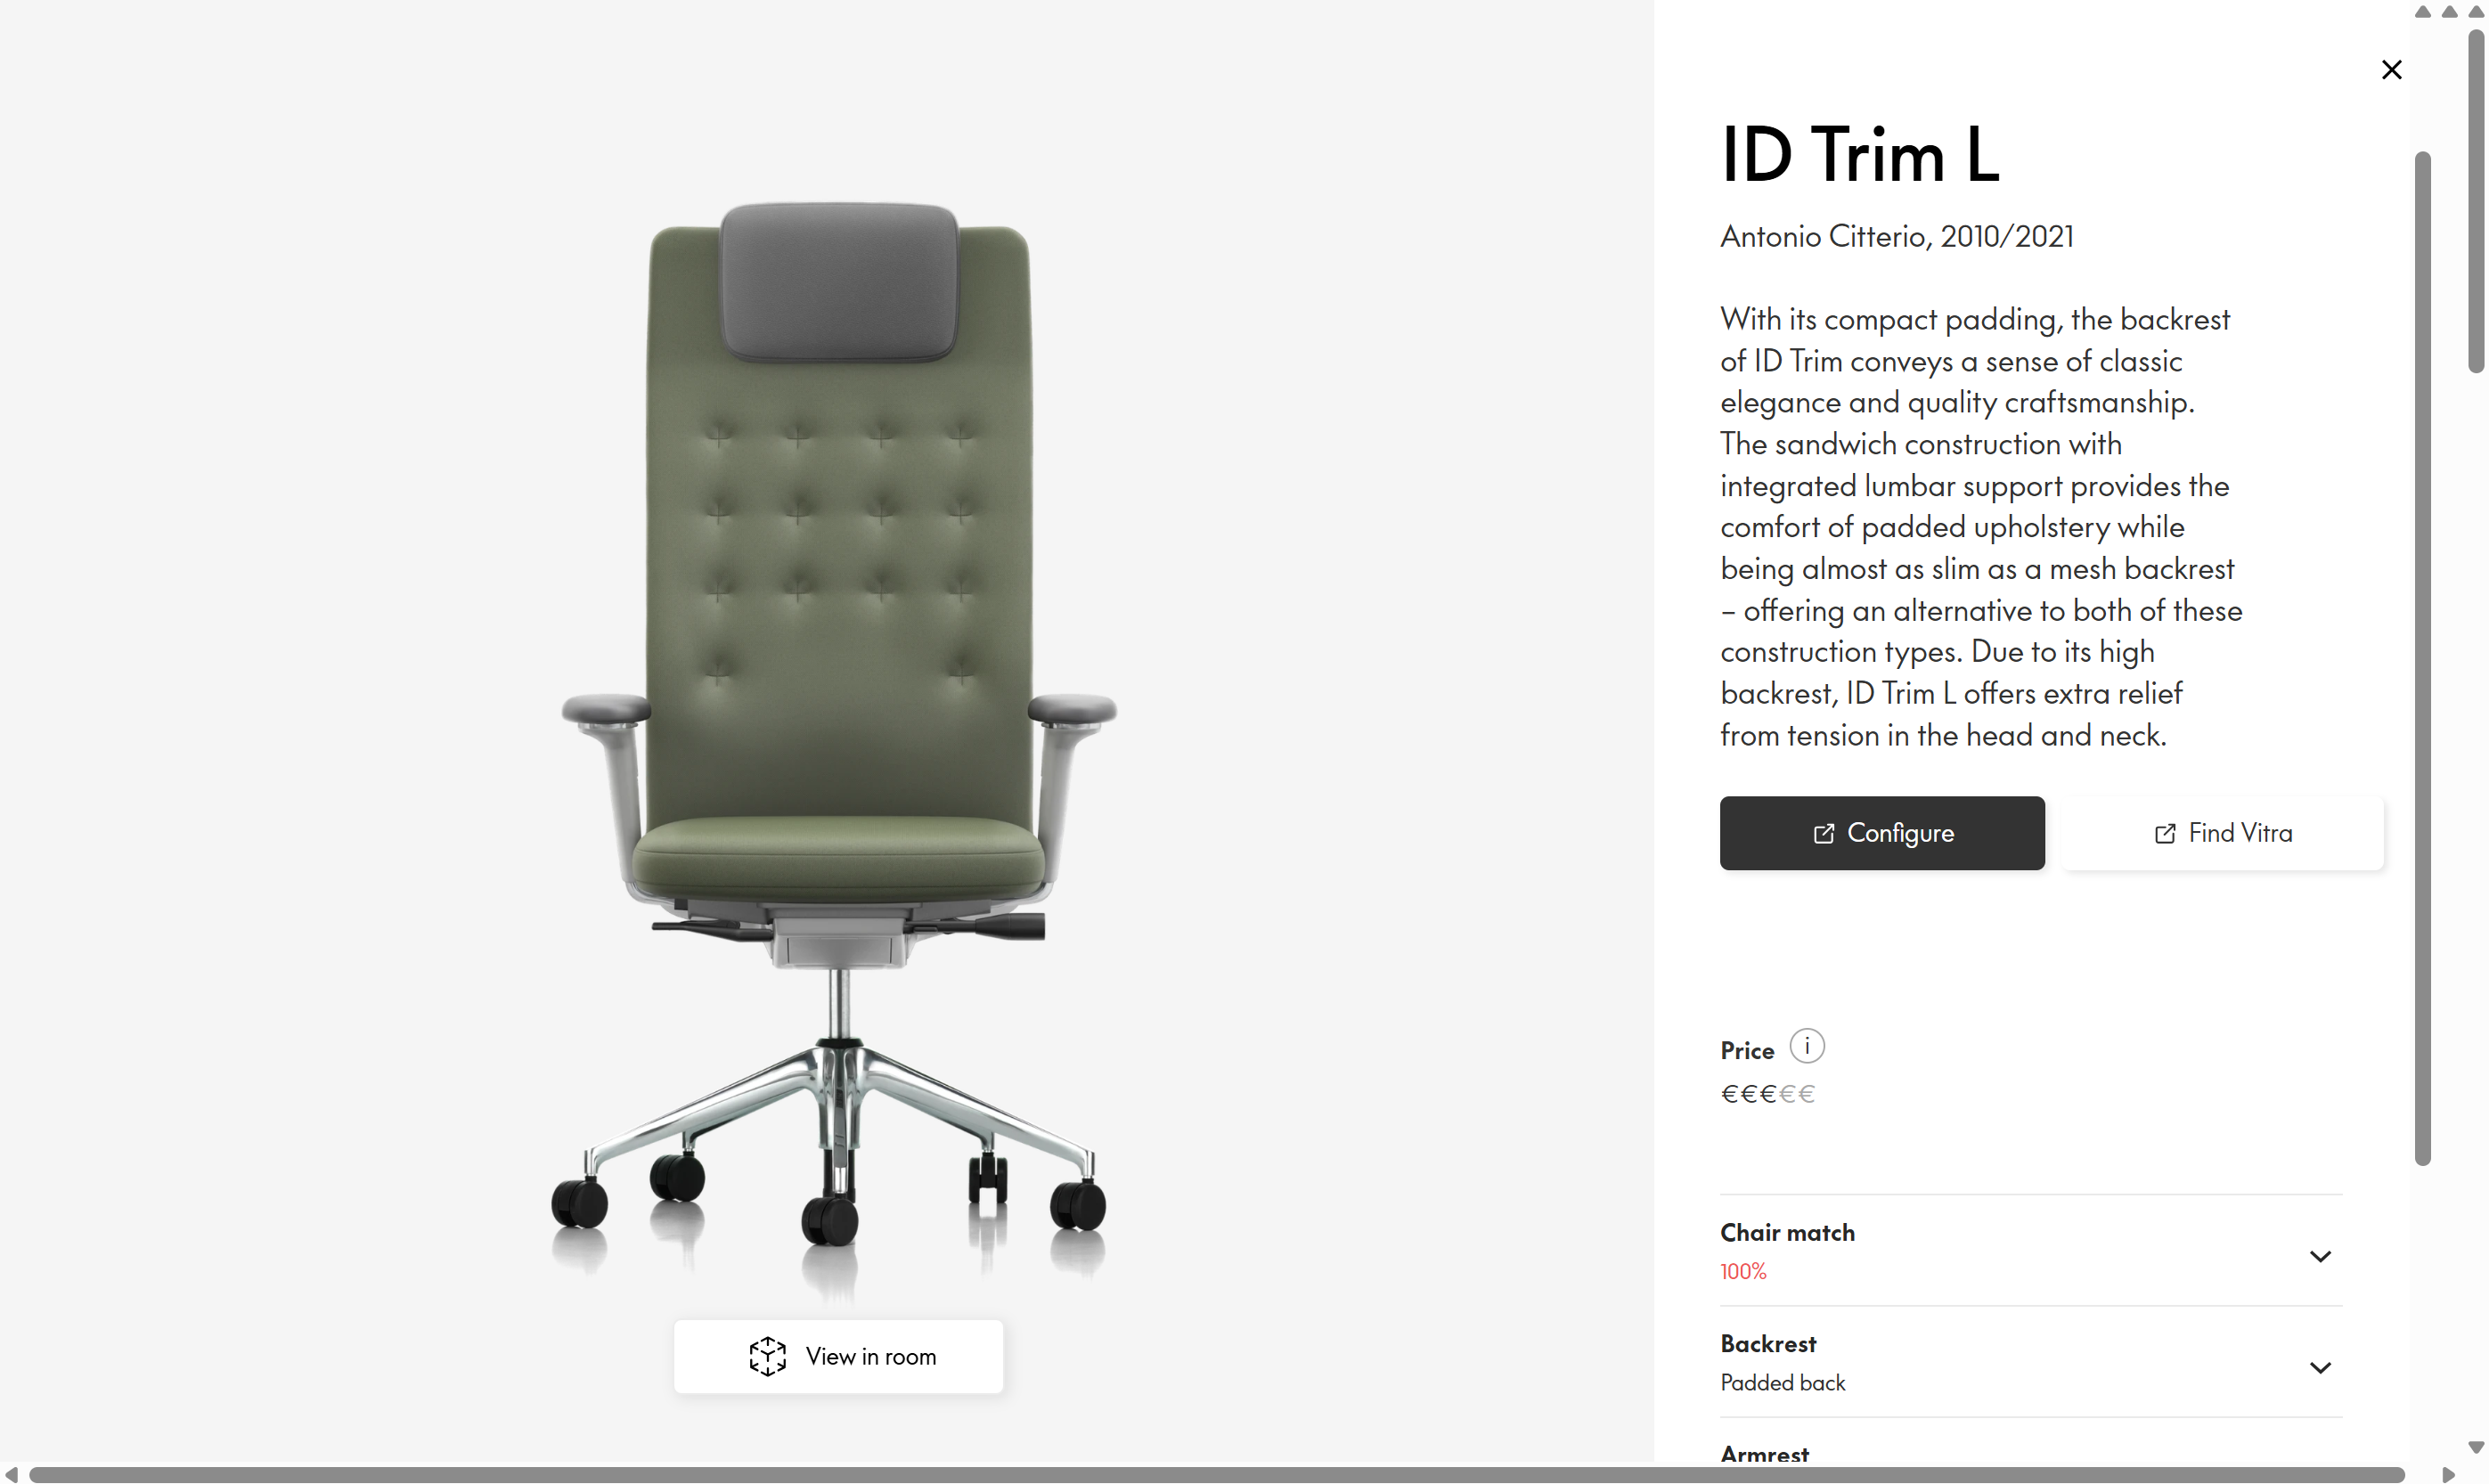 ID Trim L
Antonio Citterio, 2010/2021
With its compact padding, the backrest
of ID Trim conveys a sense of classic
elegance and quality craftsmanship.
The sandwich construction with
integrated lumbar support provides the
comfort of padded upholstery while
being almost as slim as a mesh backrest
– offering an alternative to both of these
construction types. Due to its high
backrest, ID Trim L offers extra relief
from tension in the head and neck.
Configure
Find Vitra
Price i
€€€€€
Chair match
100%
Backrest
Padded back
Armrest
View in room